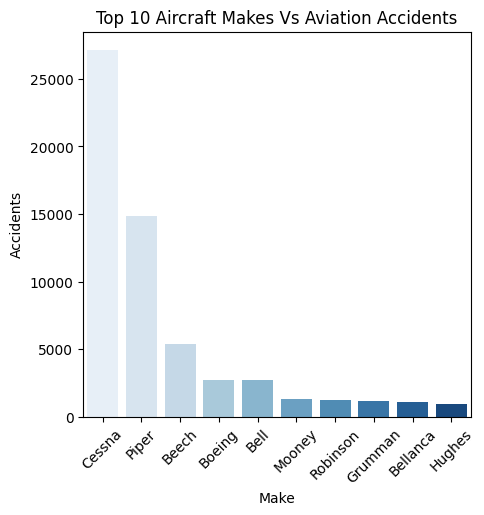 Top 10 Aircraft Makes Vs Aviation Accidents
25000
20000
15000
10000
5000
0
Accidents
Cessna
Piper
Beech
Boeing
Bell
Mooney
Robinson
Grumman
Bellanca
Hughes
Make